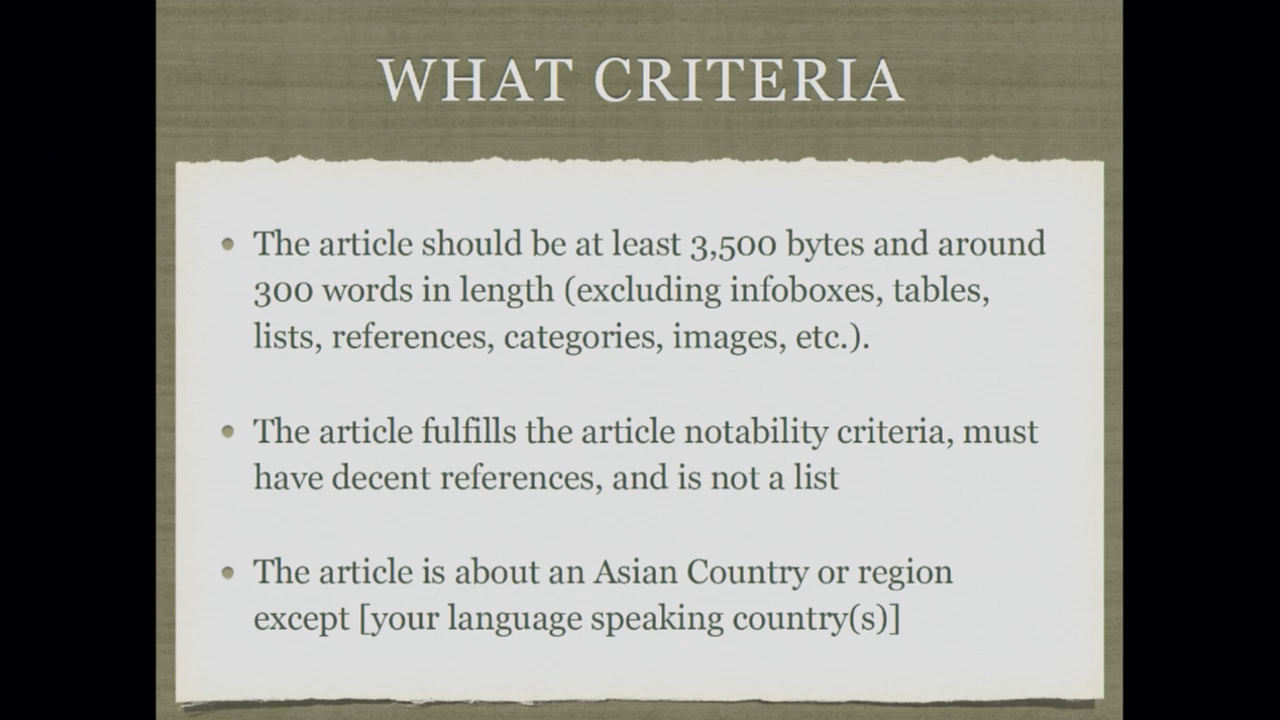 WHAT CRITERIA
• The article should be at least 3,500 bytes and around
300 words in length (excluding infoboxes, tables,
lists, references, categories, images, etc.).
• The article fulfills the article notability criteria, must
have decent references, and is not a list
• The article is about an Asian Country or region
except [your language speaking country(s)]